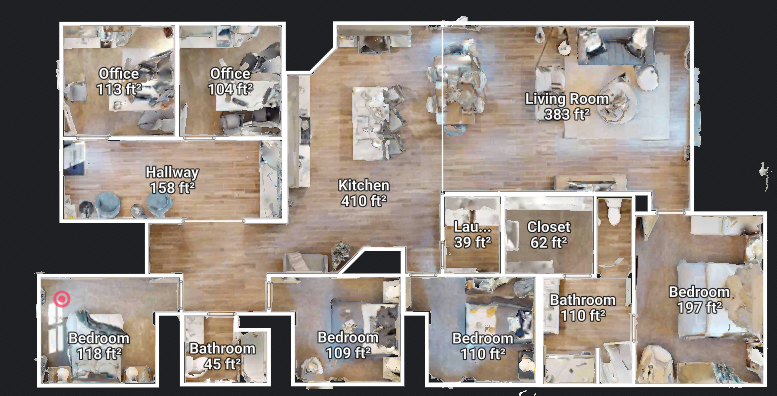 Office
113 ft²
Office
104 ft²
Living Room
383 ft²
Hallway
158 ft²
Kitchen
410 ft²
Lau...
39 ft²
Closet
62 ft²
Bedroom
118 ft²
Bathroom
45 ft²
Bedroom
109 ft²
Bedroom
110 ft²
Bathroom
110 ft²
Bedroom
197 ft²